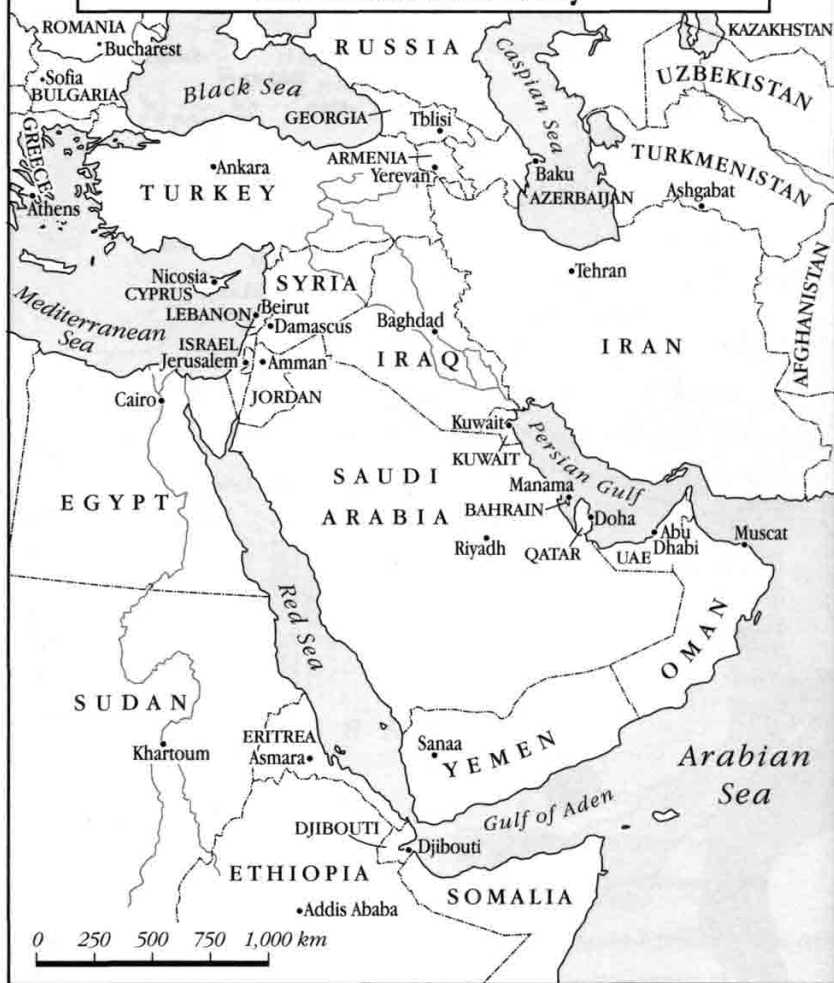 ROMANIA
Bucharest
Sofia
BULGARIA
GREECE
Athens
Black Sea
RUSSIA
GEORGIA
Tblisi
Caspian Sea
KAZAKHSTAN
UZBEKISTAN
TURKMENISTAN
Ashgabat
ARMENIA
Yerevan
Baku
AZERBAIJAN
Ankara
TURKEY
Nicosia
CYPRUS
Mediterranean
Sea
SYRIA
LEBANON
Beirut
Damascus
ISRAEL
Jerusalem
Amman
JORDAN
Baghdad
IRAQ
Tehran
IRAN
AFGHANISTAN
Cairo
EGYPT
Kuwait
KUWAIT
Persian Gulf
SAUDI
ARABIA
Manama
BAHRAIN
Riyadh
Doha
QATAR
Abu
Dhabi
UAE
Muscat
OMAN
Red Sea
SUDAN
Khartoum
ERITREA
Asmara
Sanaa
YEMEN
Arabian
Sea
Gulf of Aden
DJIBOUTI
Djibouti
ETHIOPIA
Addis Ababa
SOMALIA
0 250 500 750 1,000 km